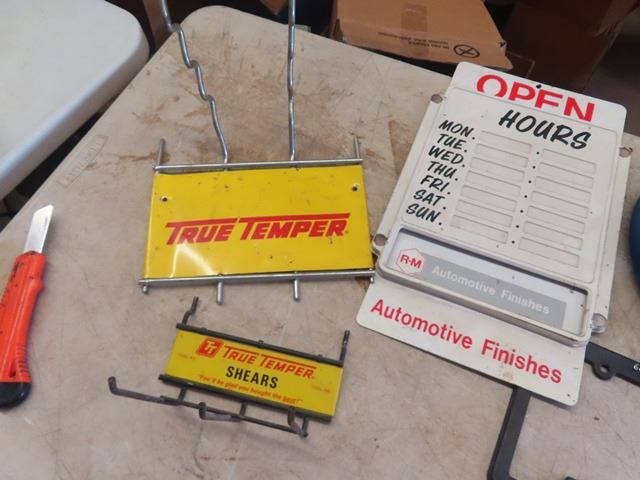 OPEN
HOURS
MON.
TUE.
WED.
THU.
FRI.
SAT.
SUN.
R-M
Automotive Finishes
Automotive Finishes
TRUE TEMPER
TT TRUE TEMPER
SHEARS
"You'll be glad you bought the best!"